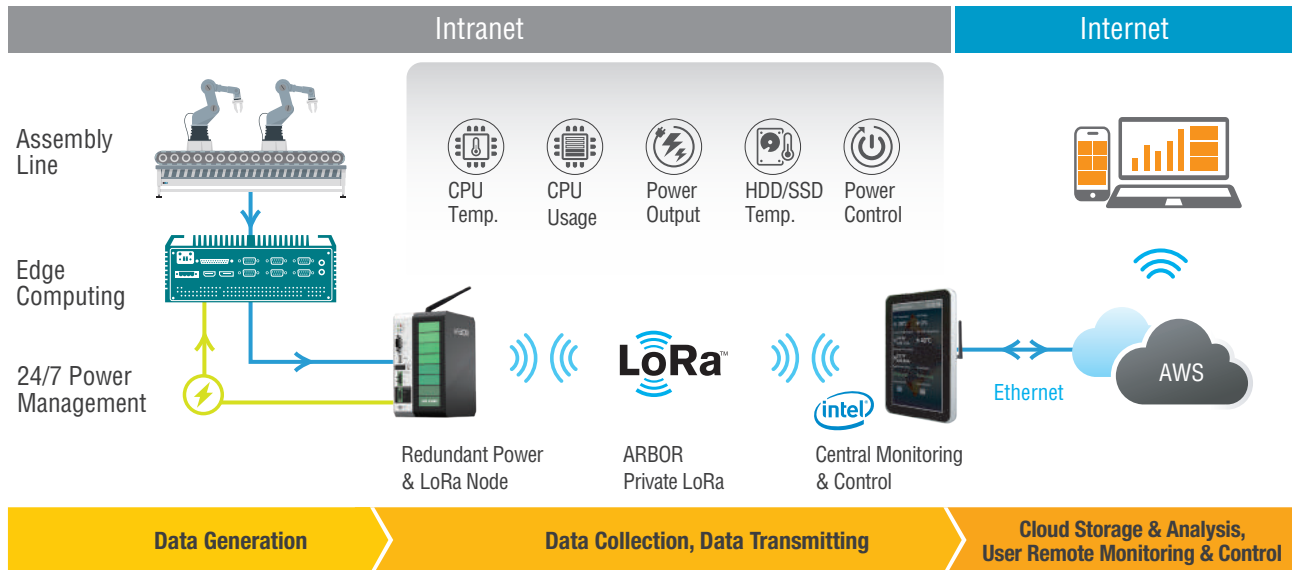 Intranet
Internet
Assembly
Line
CPU
Temp.
CPU
Usage
Power
Output
HDD/SSD
Temp.
Power
Control
Edge
Computing
24/7 Power
Management
LoRa™
intel
Ethernet
AWS
Redundant Power
& LoRa Node
ARBOR
Private LoRa
Central Monitoring
& Control
Data Generation
Data Collection, Data Transmitting
Cloud Storage & Analysis,
User Remote Monitoring & Control